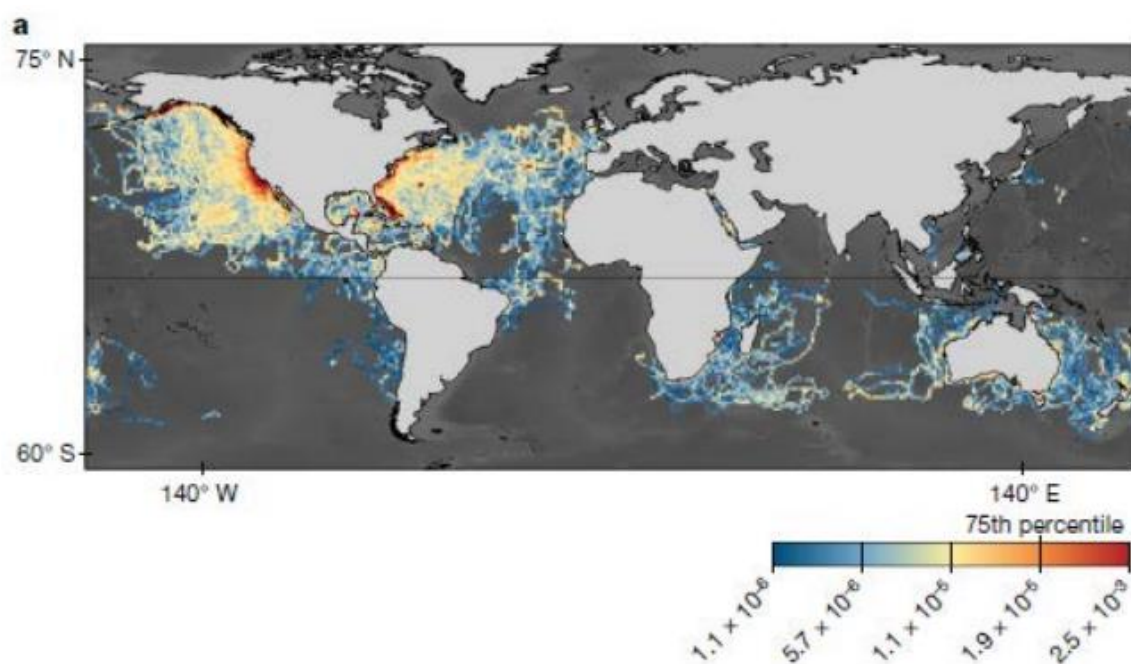 a
75° N
60° S
140° W
140° E
75th percentile
1.1 × 10⁻⁶
5.7 × 10⁻⁶
1.1 × 10⁻⁵
1.9 × 10⁻⁵
2.5 × 10⁻³